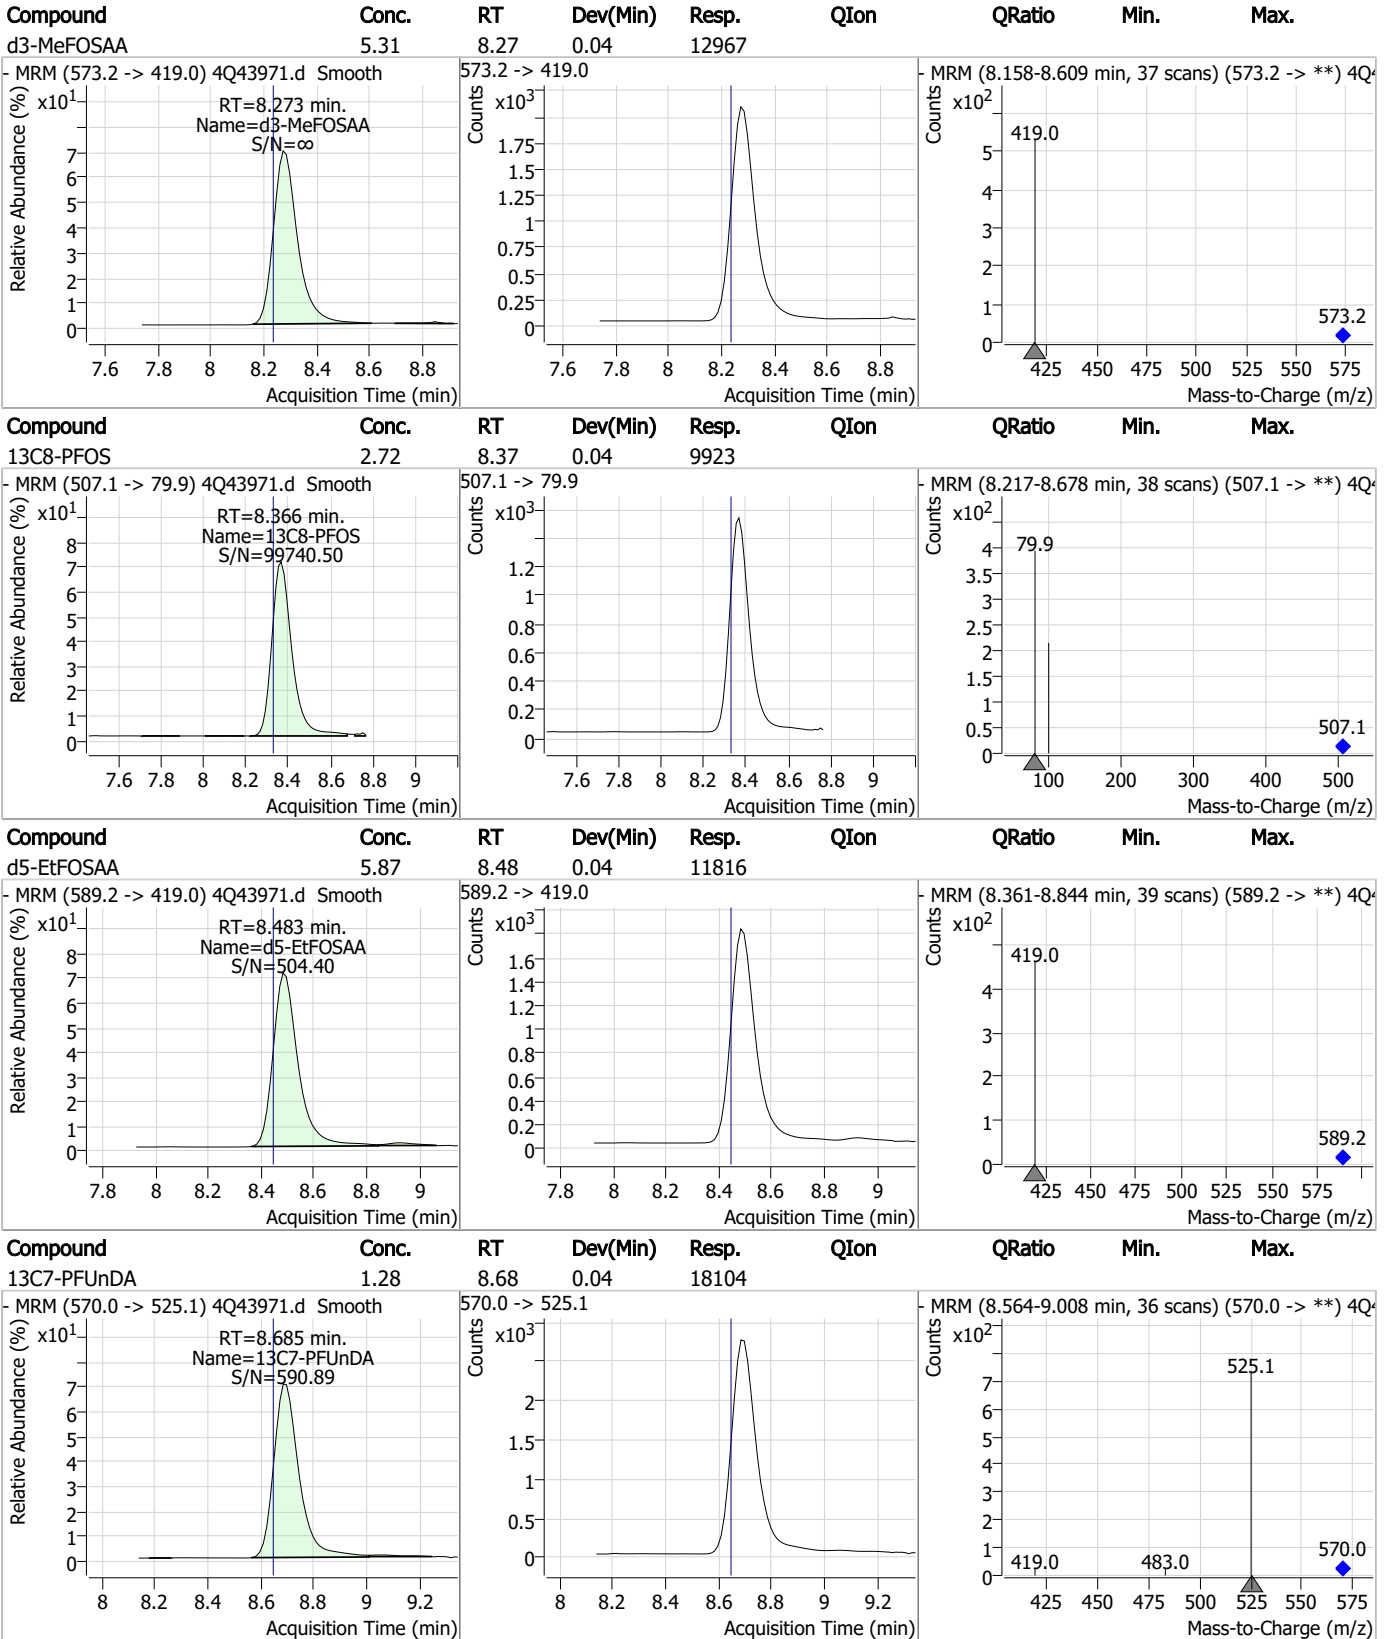 Compound Conc. RT Dev(Min) Resp. QIon QRatio Min. Max.
d3-MeFOSAA 5.31 8.27 0.04 12967
- MRM (573.2 -> 419.0) 4Q43971.d Smooth
Relative Abundance (%)
x10¹
RT=8.273 min.
Name=d3-MeFOSAA
S/N=∞
7
6
5
4
3
2
1
0
7.6 7.8 8 8.2 8.4 8.6 8.8
Acquisition Time (min)
573.2 -> 419.0
Counts
x10³
1.75
1.5
1.25
1
0.75
0.5
0.25
0
7.6 7.8 8 8.2 8.4 8.6 8.8
Acquisition Time (min)
- MRM (8.158-8.609 min, 37 scans) (573.2 -> **) 4Q4
Counts
x10²
419.0
5
4
3
2
1
0
573.2
425 450 475 500 525 550 575
Mass-to-Charge (m/z)
Compound Conc. RT Dev(Min) Resp. QIon QRatio Min. Max.
13C8-PFOS 2.72 8.37 0.04 9923
- MRM (507.1 -> 79.9) 4Q43971.d Smooth
Relative Abundance (%)
x10¹
RT=8.366 min.
Name=13C8-PFOS
S/N=99740.50
8
7
6
5
4
3
2
1
0
7.6 7.8 8 8.2 8.4 8.6 8.8 9
Acquisition Time (min)
507.1 -> 79.9
Counts
x10³
1.2
1
0.8
0.6
0.4
0.2
0
7.6 7.8 8 8.2 8.4 8.6 8.8 9
Acquisition Time (min)
- MRM (8.217-8.678 min, 38 scans) (507.1 -> **) 4Q4
Counts
x10²
79.9
4
3.5
3
2.5
2
1.5
1
0.5
0
507.1
100 200 300 400 500
Mass-to-Charge (m/z)
Compound Conc. RT Dev(Min) Resp. QIon QRatio Min. Max.
d5-EtFOSAA 5.87 8.48 0.04 11816
- MRM (589.2 -> 419.0) 4Q43971.d Smooth
Relative Abundance (%)
x10¹
RT=8.483 min.
Name=d5-EtFOSAA
S/N=504.40
8
7
6
5
4
3
2
1
0
7.8 8 8.2 8.4 8.6 8.8 9
Acquisition Time (min)
589.2 -> 419.0
Counts
x10³
1.6
1.4
1.2
1
0.8
0.6
0.4
0.2
0
7.8 8 8.2 8.4 8.6 8.8 9
Acquisition Time (min)
- MRM (8.361-8.844 min, 39 scans) (589.2 -> **) 4Q4
Counts
x10²
419.0
4
3
2
1
0
589.2
425 450 475 500 525 550 575
Mass-to-Charge (m/z)
Compound Conc. RT Dev(Min) Resp. QIon QRatio Min. Max.
13C7-PFUnDA 1.28 8.68 0.04 18104
- MRM (570.0 -> 525.1) 4Q43971.d Smooth
Relative Abundance (%)
x10¹
RT=8.685 min.
Name=13C7-PFUnDA
S/N=590.89
7
6
5
4
3
2
1
0
8 8.2 8.4 8.6 8.8 9 9.2
Acquisition Time (min)
570.0 -> 525.1
Counts
x10³
2
1.5
1
0.5
0
8 8.2 8.4 8.6 8.8 9 9.2
Acquisition Time (min)
- MRM (8.564-9.008 min, 36 scans) (570.0 -> **) 4Q4
Counts
x10²
525.1
7
6
5
4
3
2
1
0
419.0 483.0 570.0
425 450 475 500 525 550 575
Mass-to-Charge (m/z)